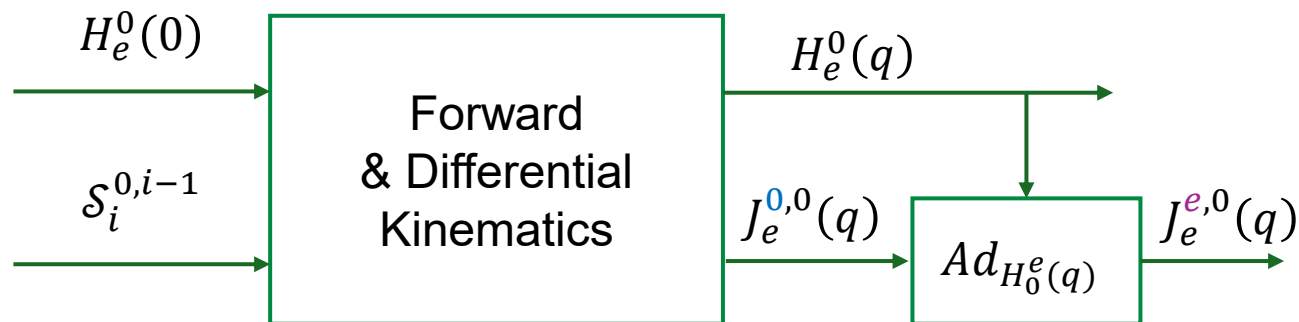 H_e^0(0)
S_i^{0,i−1}
Forward
& Differential
Kinematics
H_e^0(q)
J_e^{0,0}(q)
Ad_{H_0^e(q)}
J_e^{e,0}(q)